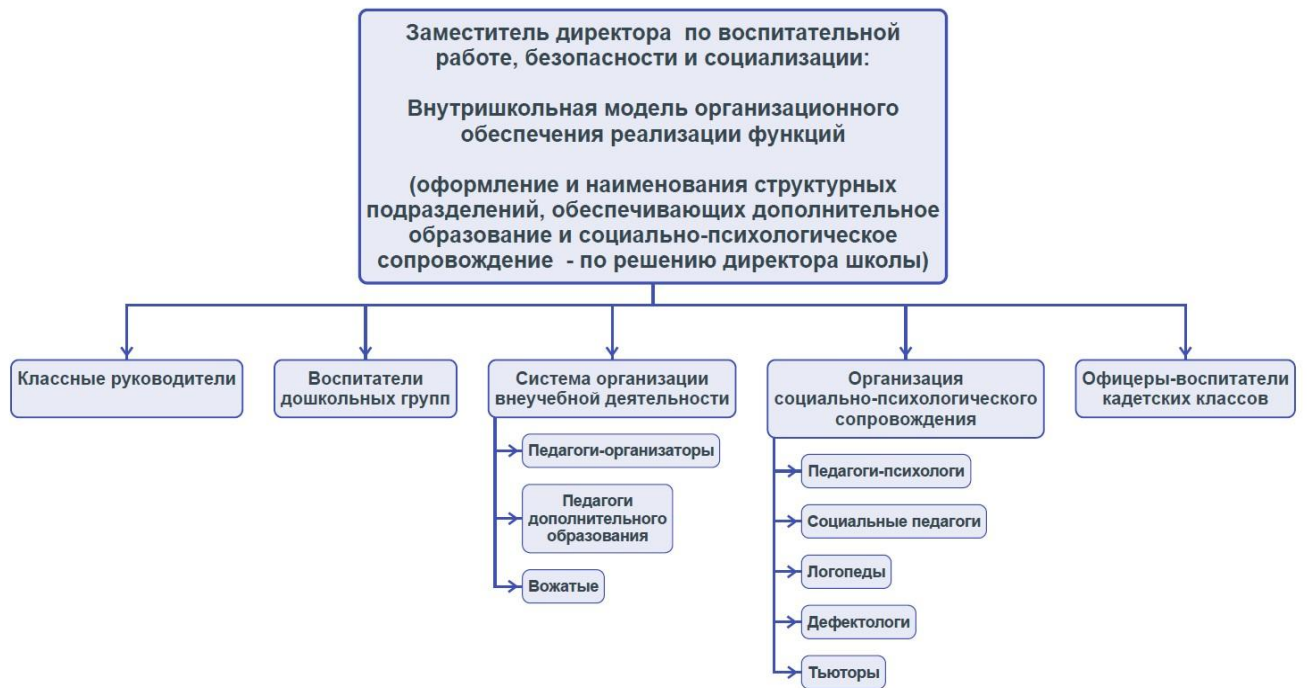 Заместитель директора по воспитательной
работе, безопасности и социализации:
Внутришкольная модель организационного
обеспечения реализации функций
(оформление и наименования структурных
подразделений, обеспечивающих дополнительное
образование и социально-психологическое
сопровождение - по решению директора школы)
Классные руководители
Воспитатели
дошкольных групп
Система организации
внеучебной деятельности
Педагоги-организаторы
Педагоги
дополнительного
образования
Вожатые
Организация
социально-психологического
сопровождения
Педагоги-психологи
Социальные педагоги
Логопеды
Дефектологи
Тьюторы
Офицеры-воспитатели
кадетских классов